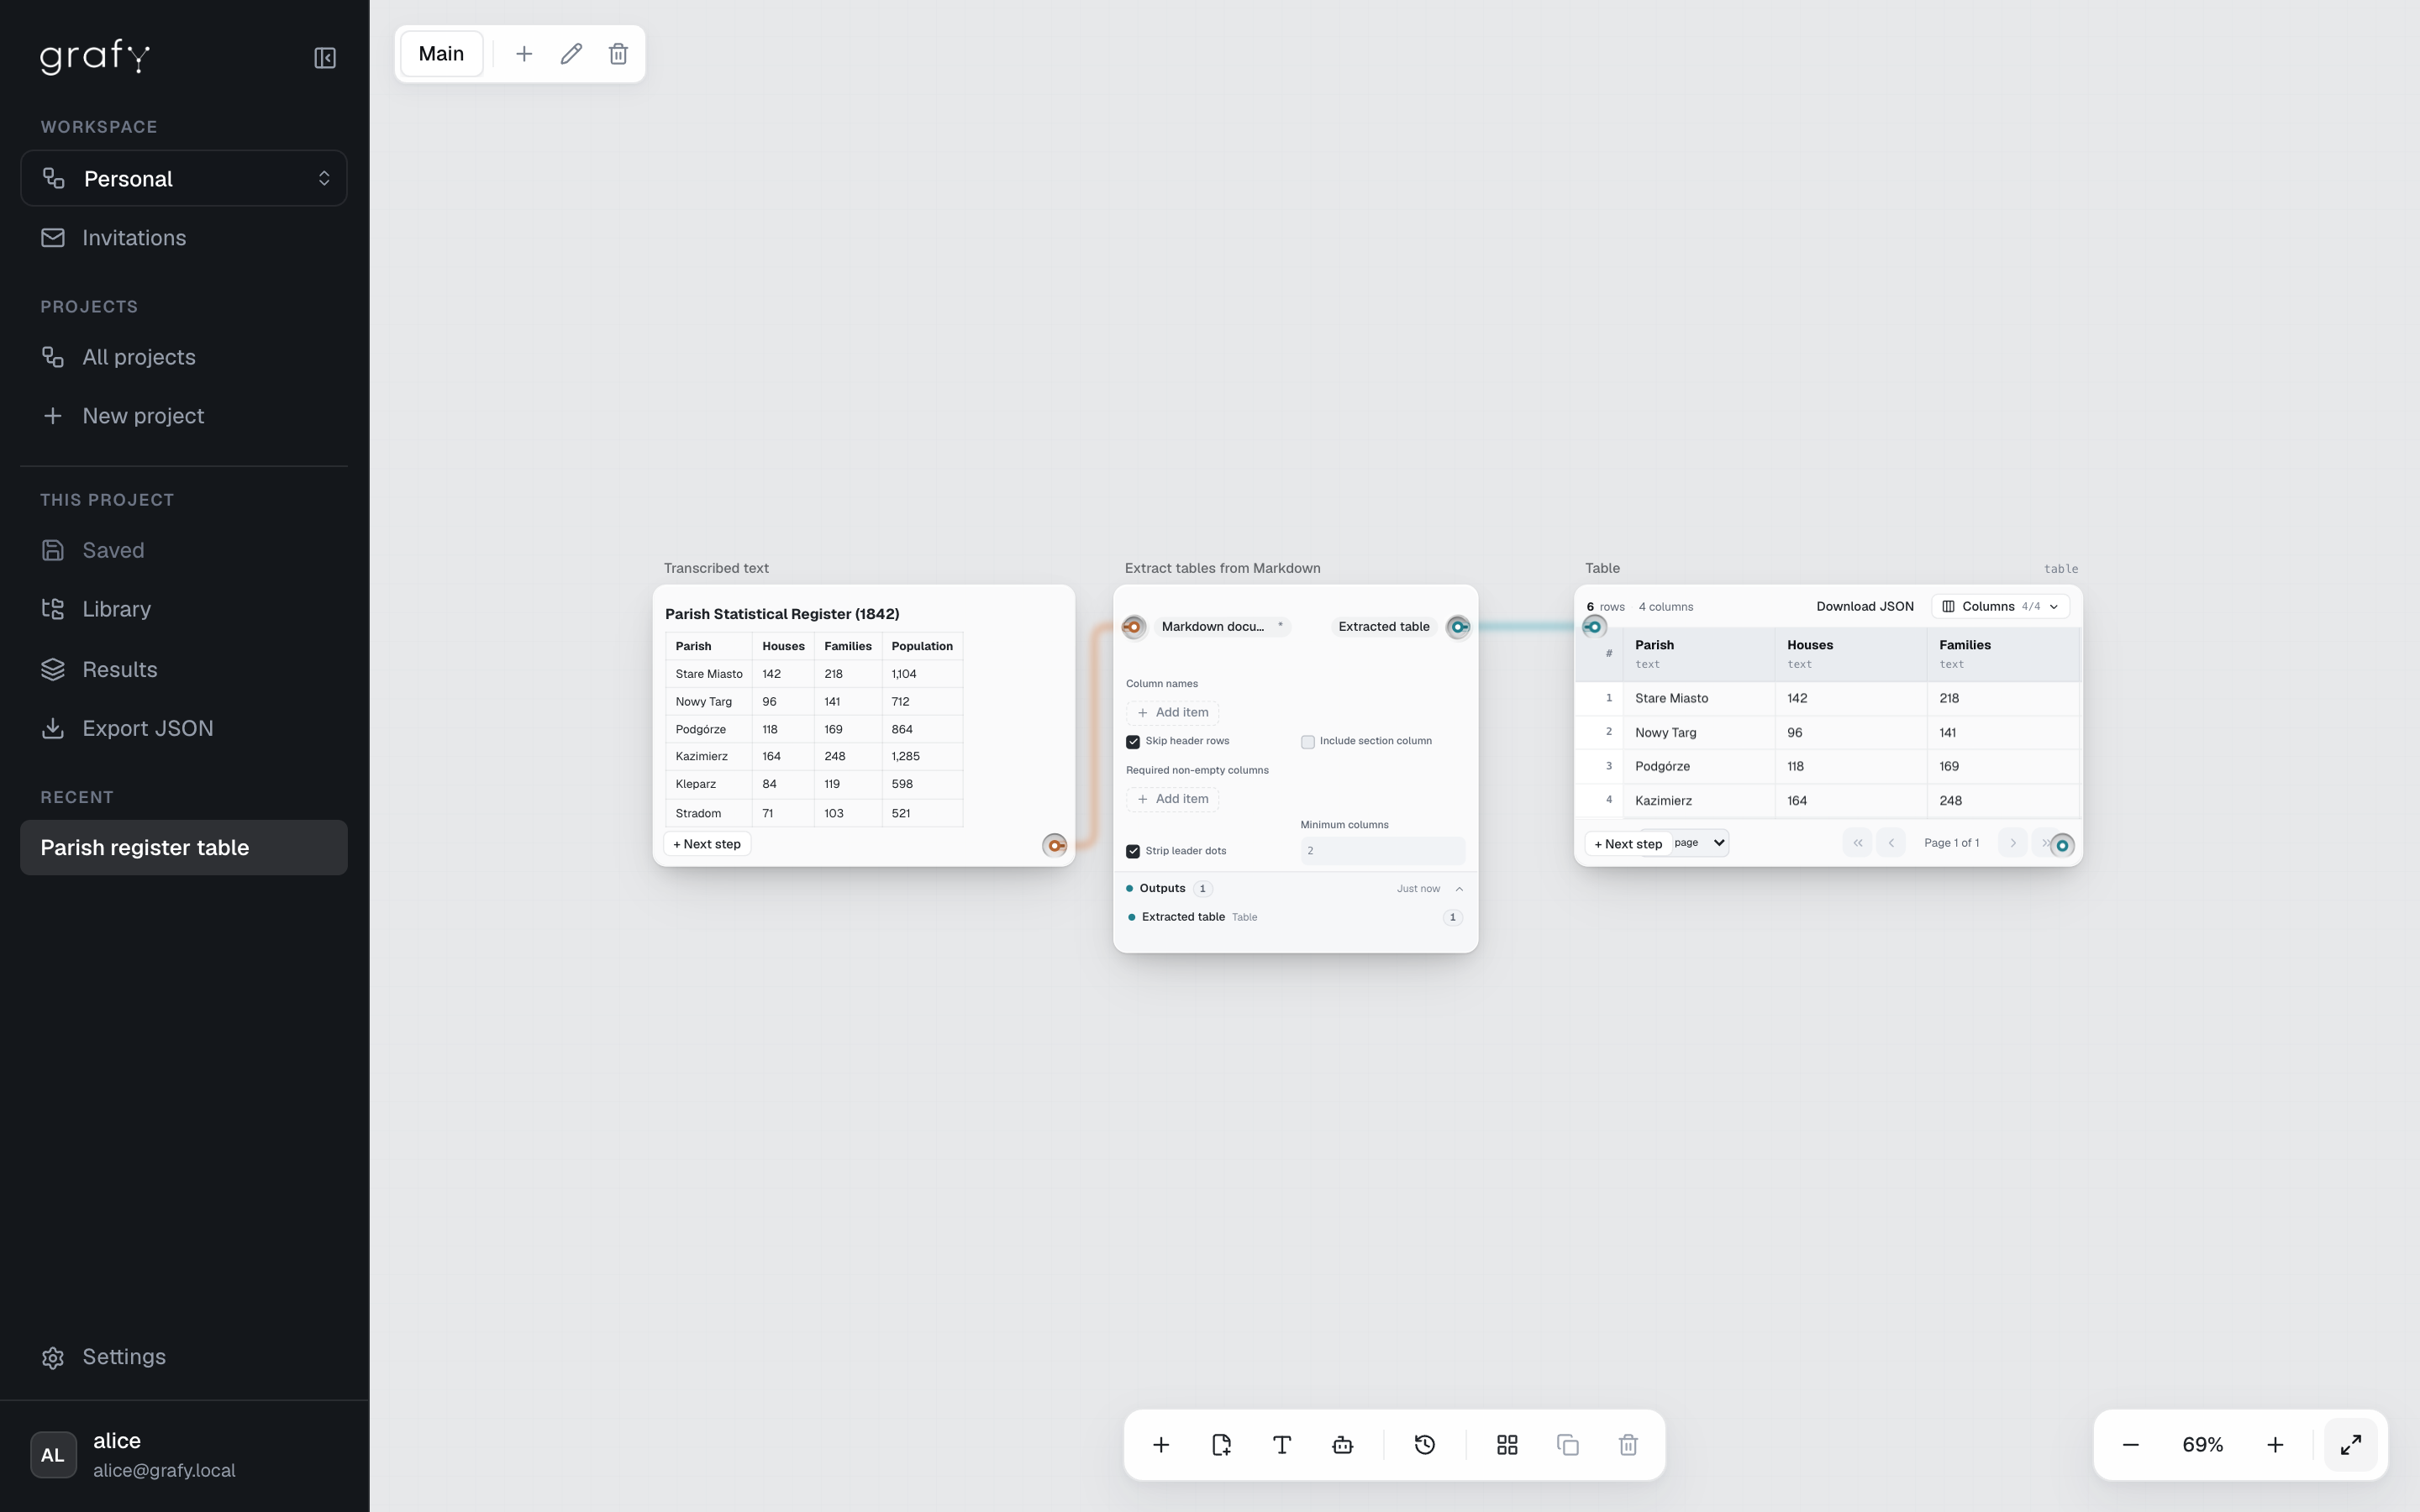 grafy
WORKSPACE
Personal
Invitations
PROJECTS
All projects
New project
THIS PROJECT
Saved
Library
Results
Export JSON
RECENT
Parish register table
Settings
AL
alice
alice@grafy.local
Main
Transcribed text
Parish Statistical Register (1842)
Parish Houses Families Population
Stare Miasto 142 218 1,104
Nowy Targ 96 141 712
Podgórze 118 169 864
Kazimierz 164 248 1,285
Kleparz 84 119 598
Stradom 71 103 521
+ Next step
Extract tables from Markdown
Markdown docu... * Extracted table
Column names
+ Add item
Skip header rows Include section column
Required non-empty columns
+ Add item
Minimum columns
Strip leader dots 2
Outputs 1 Just now
Extracted table Table 1
Table table
6 rows 4 columns Download JSON Columns 4/4
# Parish Houses Families
text text text
1 Stare Miasto 142 218
2 Nowy Targ 96 141
3 Podgórze 118 169
4 Kazimierz 164 248
+ Next step page Page 1 of 1
69%